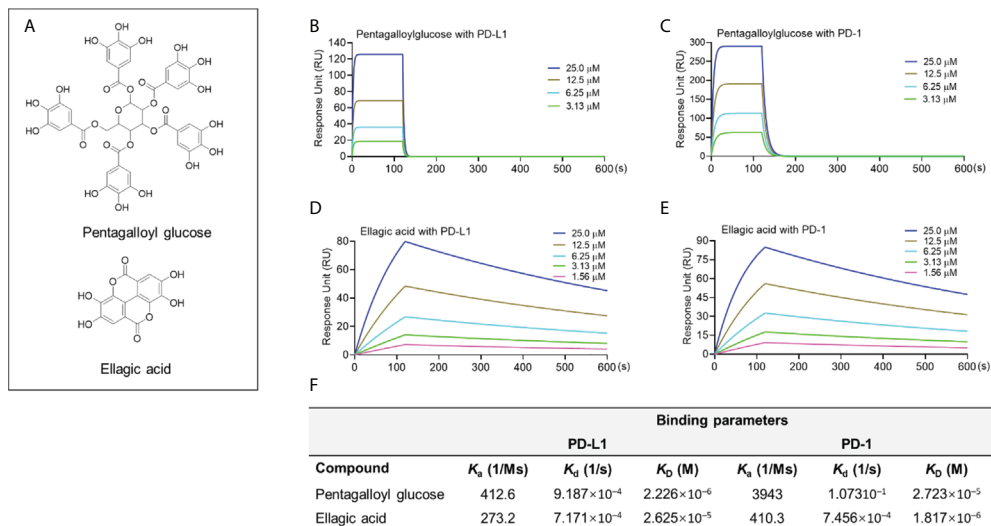 A
OH
HO
OH
OH
HO
OH
OH
OH
HO
HO
OH
HO
O
O
O
O
O
O
O
O
O
O
O
OH
OH
OH
HO
OH
OH
Pentagalloyl glucose
O
O
OH
HO
OH
HO
O
O
Ellagic acid
B
Pentagalloylglucose with PD-L1
Response Unit (RU)
140
120
100
80
60
40
20
0
0 100 200 300 400 500 600 (s)
25.0 μM
12.5 μM
6.25 μM
3.13 μM
C
Pentagalloylglucose with PD-1
Response Unit (RU)
300
250
200
150
100
50
0
0 100 200 300 400 500 600 (s)
25.0 μM
12.5 μM
6.25 μM
3.13 μM
D
Ellagic acid with PD-L1
Response Unit (RU)
80
60
40
20
0
0 100 200 300 400 500 600 (s)
25.0 μM
12.5 μM
6.25 μM
3.13 μM
1.56 μM
E
Ellagic acid with PD-1
Response Unit (RU)
90
75
60
45
30
15
0
0 100 200 300 400 500 600 (s)
25.0 μM
12.5 μM
6.25 μM
3.13 μM
1.56 μM
F
Binding parameters
PD-L1 PD-1
Compound Ka (1/Ms) Kd (1/s) KD (M) Ka (1/Ms) Kd (1/s) KD (M)
Pentagalloyl glucose 412.6 9.187×10⁻⁴ 2.226×10⁻⁶ 3943 1.07310⁻¹ 2.723×10⁻⁵
Ellagic acid 273.2 7.171×10⁻⁴ 2.625×10⁻⁵ 410.3 7.456×10⁻⁴ 1.817×10⁻⁶